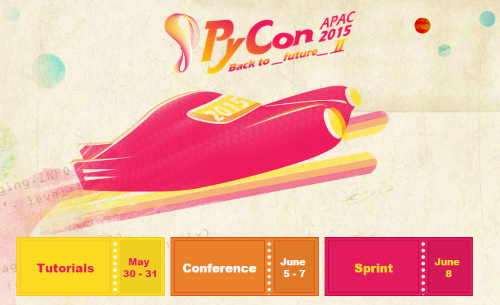 PyCon APAC 2015
Back to __future__ II
2015
Tutorials
May
30 - 31
Conference
June
5 - 7
Sprint
June
8